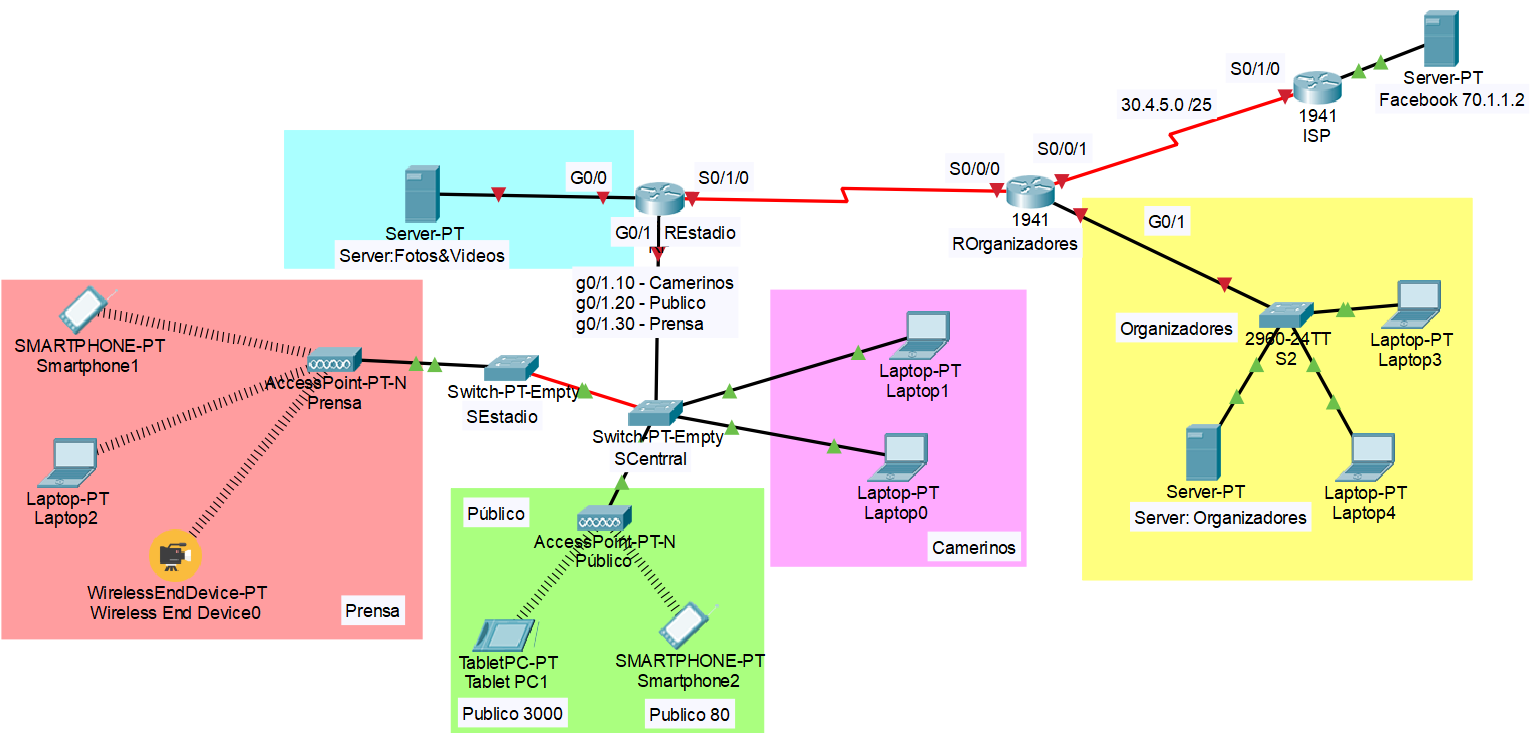 S0/1/0
Server-PT
Facebook 70.1.1.2
30.4.5.0 /25
1941
ISP
S0/0/1
S0/0/0
G0/0
S0/1/0
1941
ROrganizadores
G0/1
Server-PT
Server:Fotos&Videos
G0/1
REstadio
g0/1.10 - Camerinos
g0/1.20 - Publico
g0/1.30 - Prensa
SMARTPHONE-PT
Smartphone1
AccessPoint-PT-N
Prensa
Switch-PT-Empty
SEstadio
Switch-PT-Empty
SCentrral
Laptop-PT
Laptop1
Laptop-PT
Laptop0
Camerinos
Organizadores
2960-24TT
S2
Laptop-PT
Laptop3
Server-PT
Server: Organizadores
Laptop-PT
Laptop4
Laptop-PT
Laptop2
WirelessEndDevice-PT
Wireless End Device0
Prensa
Público
AccessPoint-PT-N
Público
TabletPC-PT
Tablet PC1
SMARTPHONE-PT
Smartphone2
Publico 3000
Publico 80